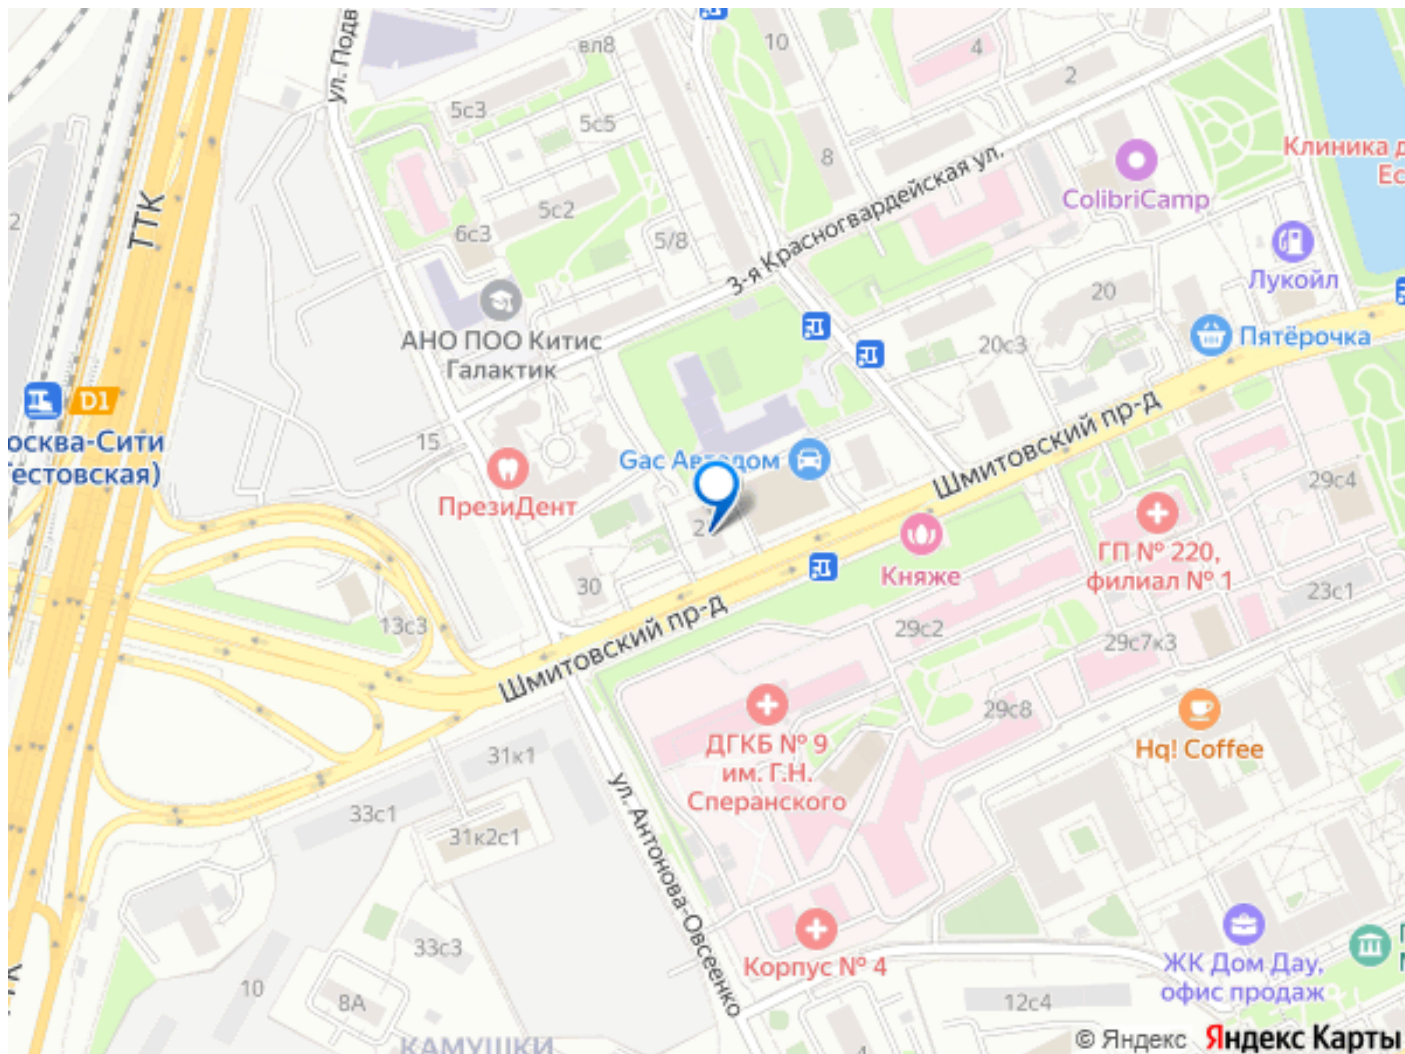 ул. Подв
вл8
10
4
2
5с3
5с5
8
ТТК
5с2
6с3
5/8
3-я Красногвардейская ул.
ColibriCamp
Клиника д
Ес
Лукойл
АНО ПОО Китис
Галактик
20
20с3
Пятёрочка
D1
осква-Сити
естовская)
15
ПрезиДент
Gac Автодом
Шмитовский пр-д
2
30
Княже
ГП № 220,
филиал № 1
29с4
23с1
13с3
Шмитовский пр-д
29с2
29с7к3
29с8
ДГКБ № 9
им. Г.Н.
Сперанского
Hq! Coffee
31к1
33с1
31к2с1
ул. Антонова-Овсеенко
33с3
10
8А
Корпус № 4
ЖК Дом Дау,
офис продаж
12с4
КАМУШКИ
4
© Яндекс Яндекс Карты